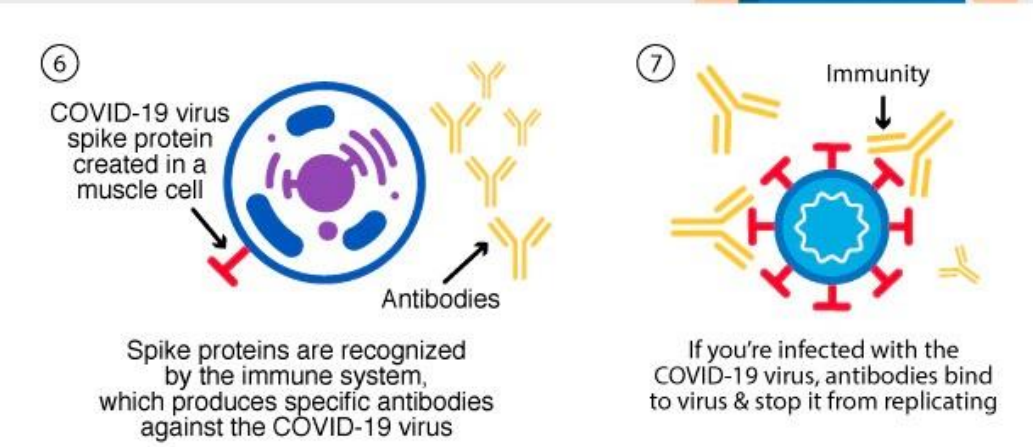 6
COVID-19 virus
spike protein
created in a
muscle cell
Antibodies
Spike proteins are recognized
by the immune system,
which produces specific antibodies
against the COVID-19 virus
7
Immunity
If you're infected with the
COVID-19 virus, antibodies bind
to virus & stop it from replicating